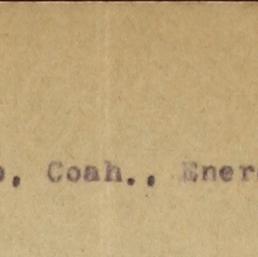 o, Coah., Ener